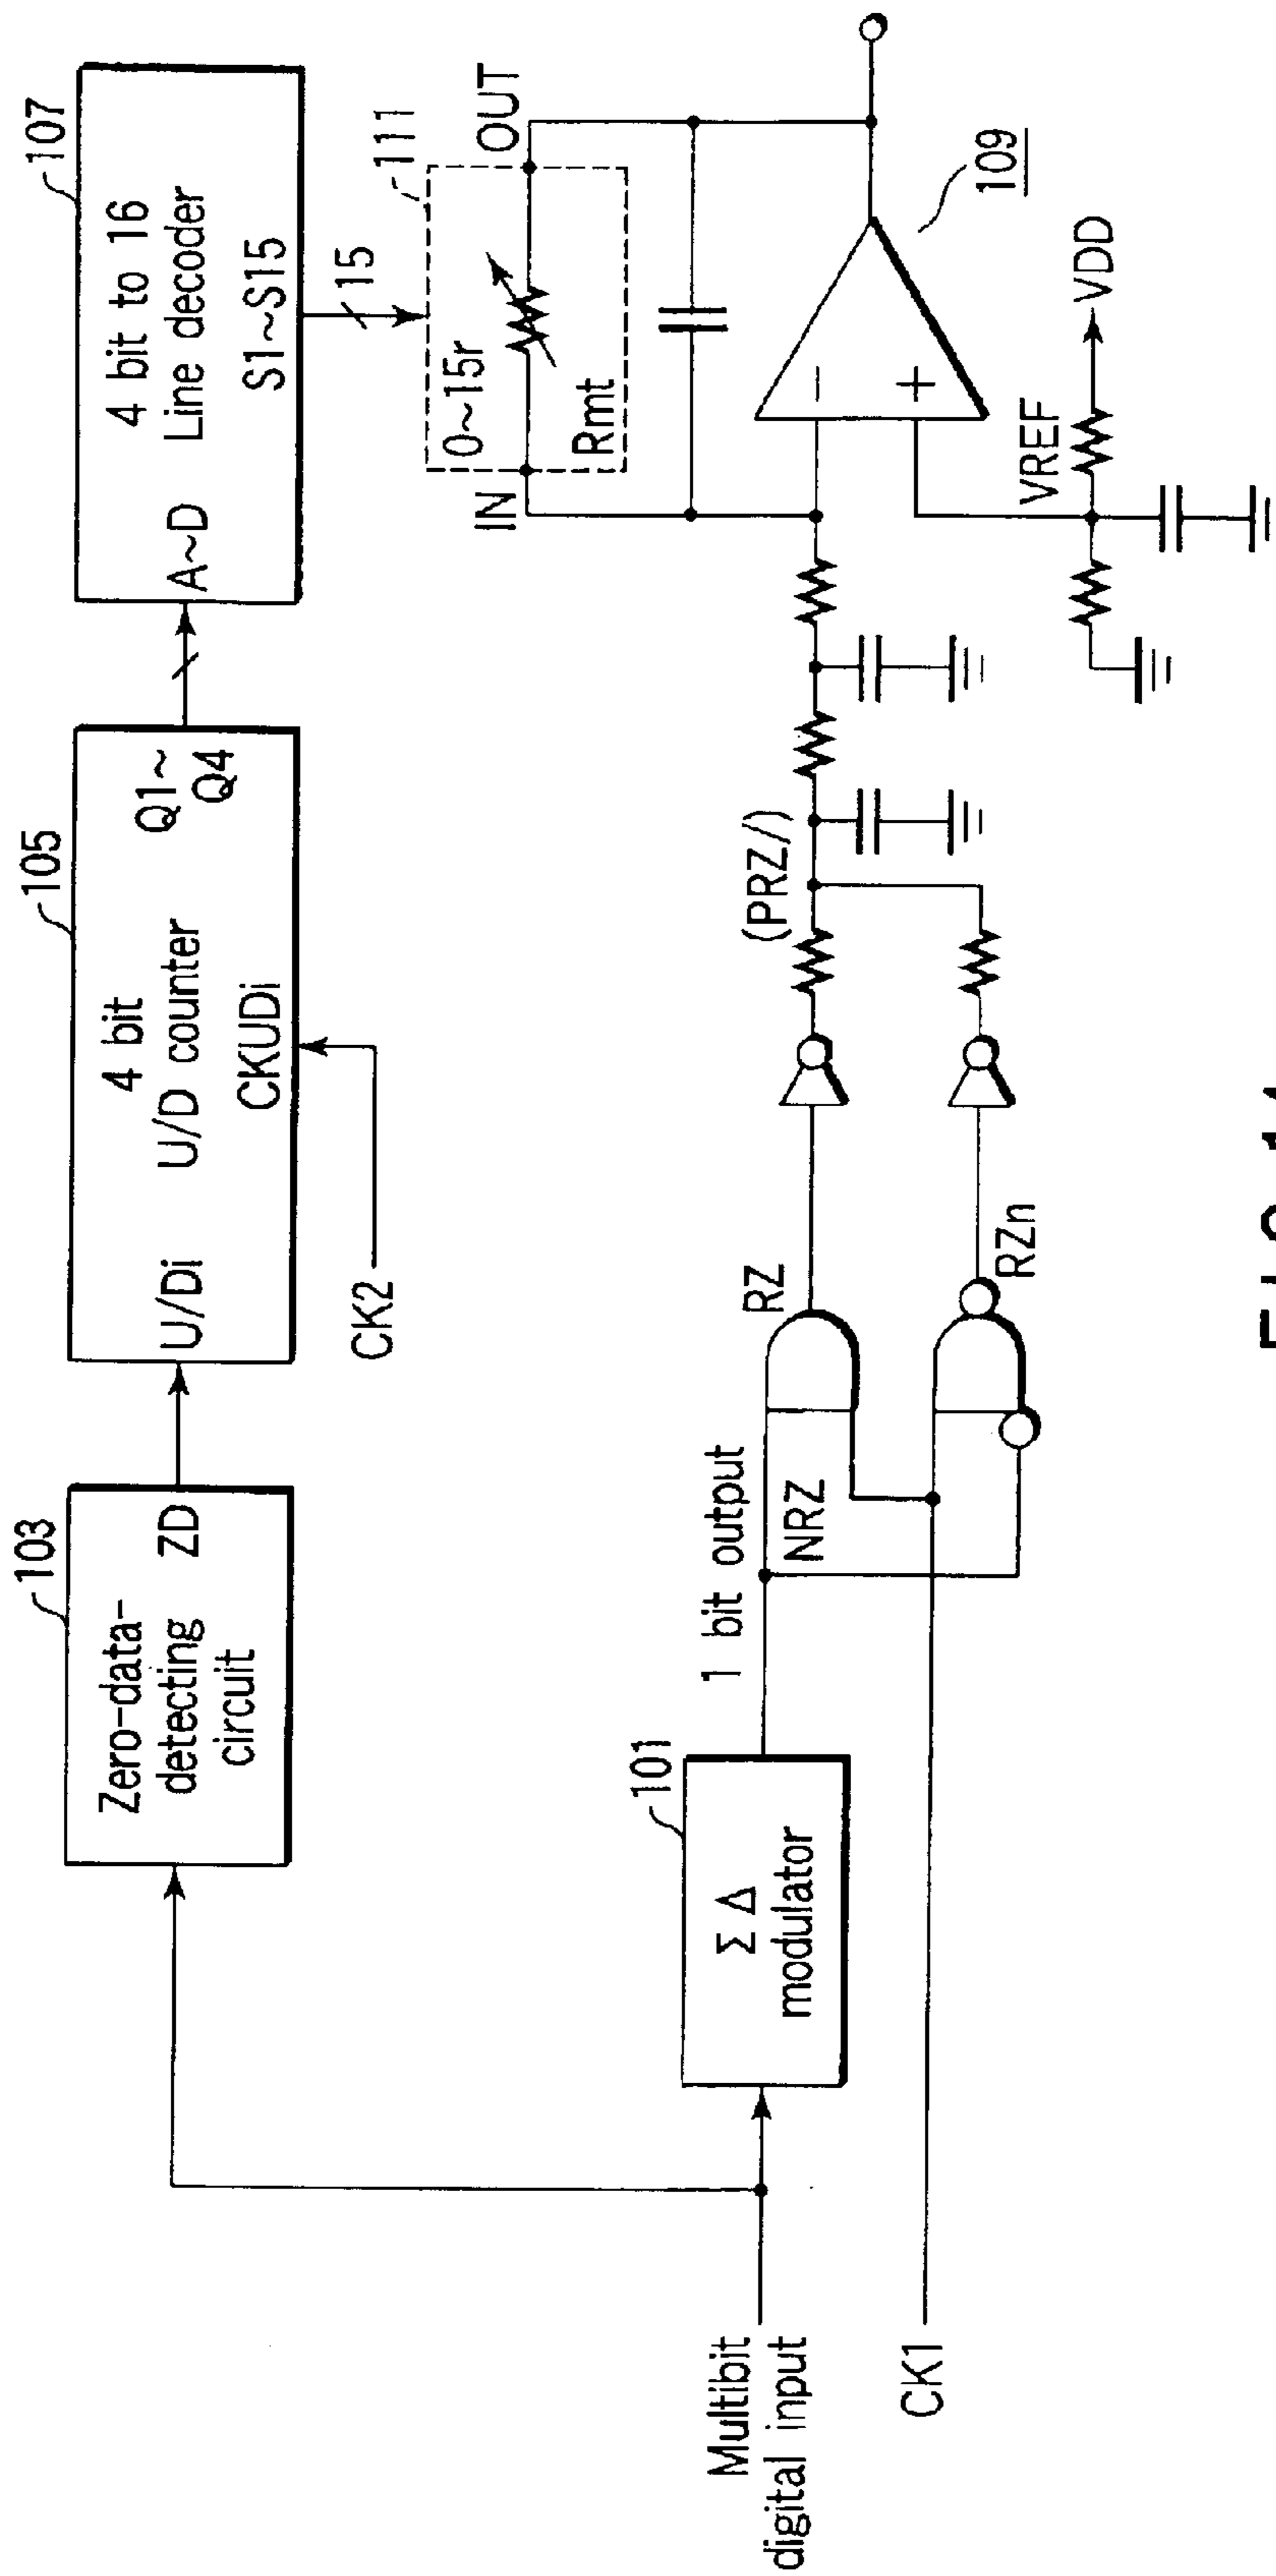 103
Zero-data-
detecting
circuit
ZD
105
4 bit
U/D counter
U/Di
CKUDi
Q1~
Q4
CK2
107
4 bit to 16
Line decoder
A~D
S1~S15
15
111
0~15r
Rmt
IN
OUT
109
VREF
VDD
Multibit
digital input
101
Σ Δ
modulator
1 bit output
NRZ
RZ
RZn
(PRZ/)
CK1
−
+